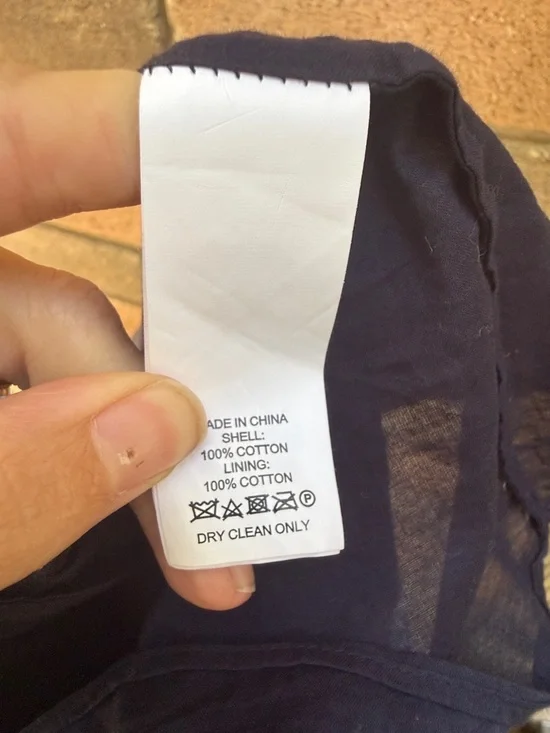 ADE IN CHINA
SHELL:
100% COTTON
LINING:
100% COTTON
P
DRY CLEAN ONLY